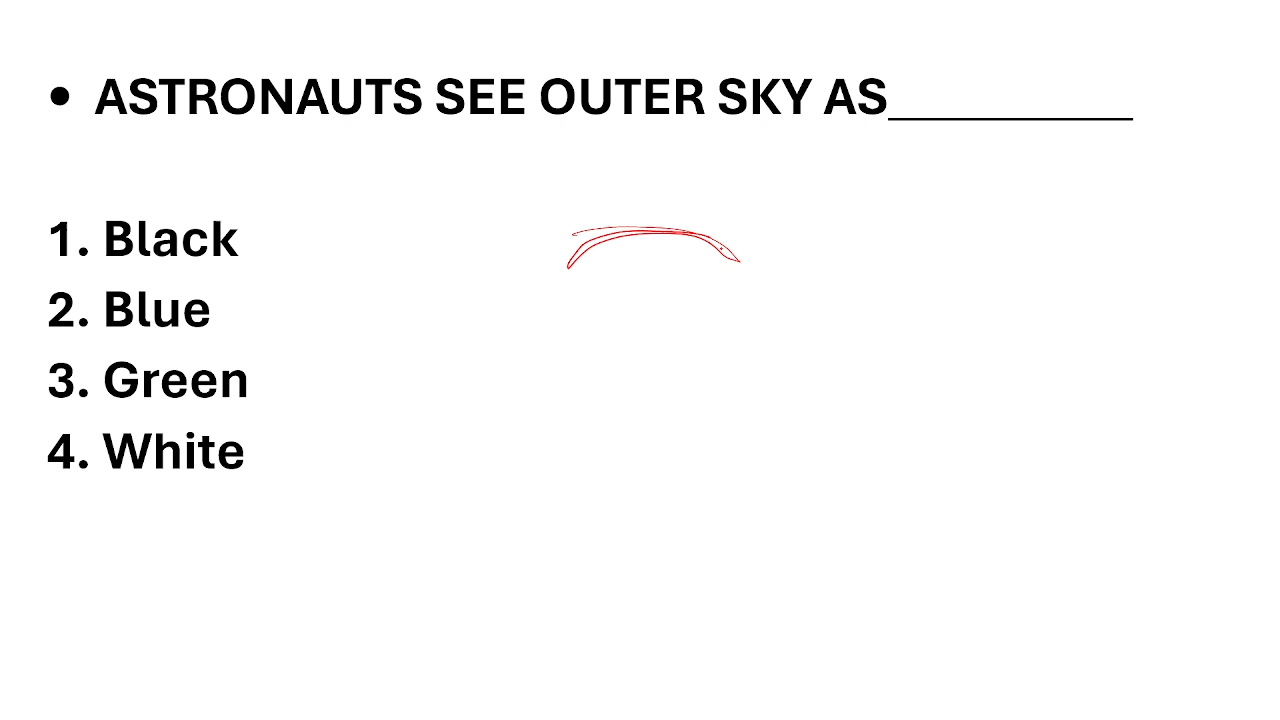 • ASTRONAUTS SEE OUTER SKY AS__________
1. Black
2. Blue
3. Green
4. White